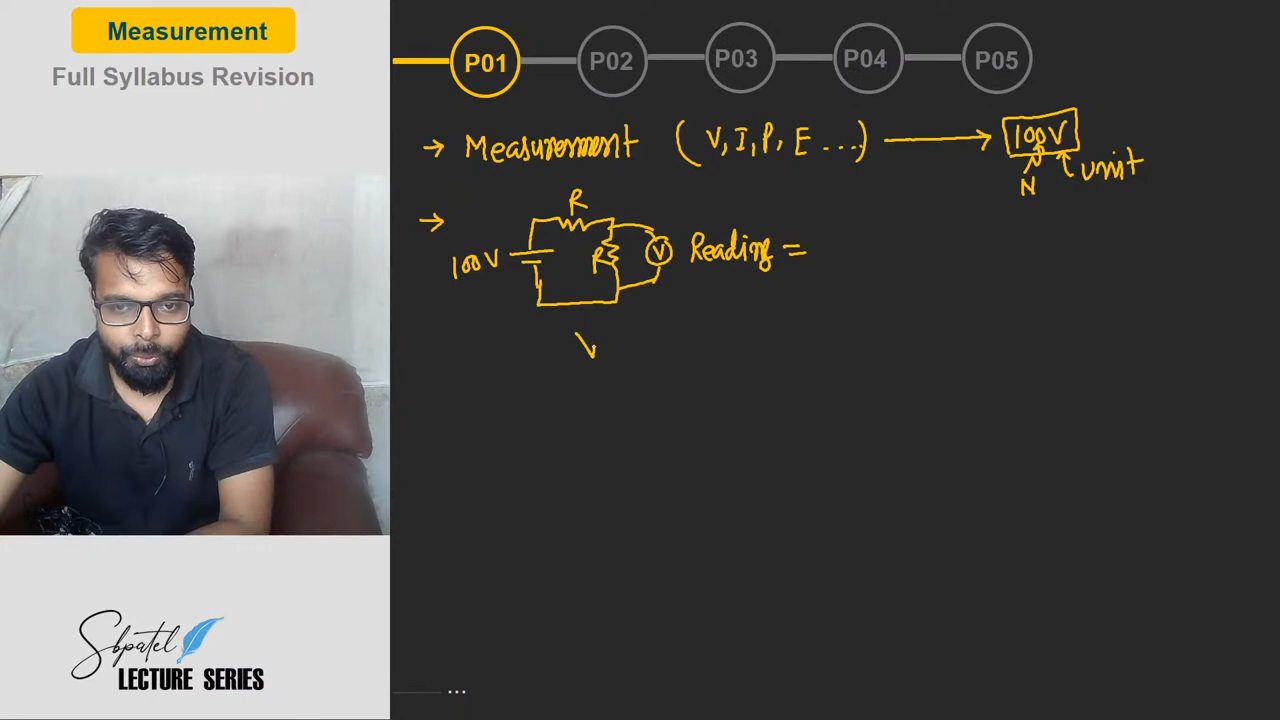 Measurement
Full Syllabus Revision
P01 P02 P03 P04 P05
→ Measurement (V, I, P, E ...) → 100V
N unit
→ R
100V R V Reading =
V
Sbpatel
LECTURE SERIES
...